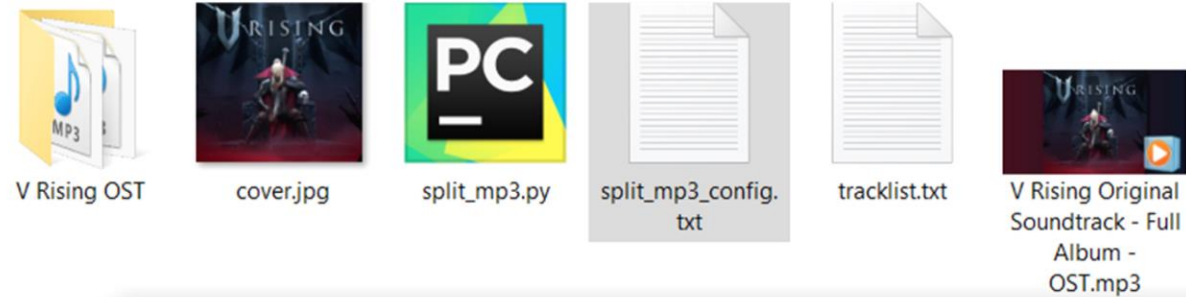 MP3
V RISING
PC
V RISING
V Rising OST
cover.jpg
split_mp3.py
split_mp3_config.
txt
tracklist.txt
V Rising Original
Soundtrack - Full
Album -
OST.mp3